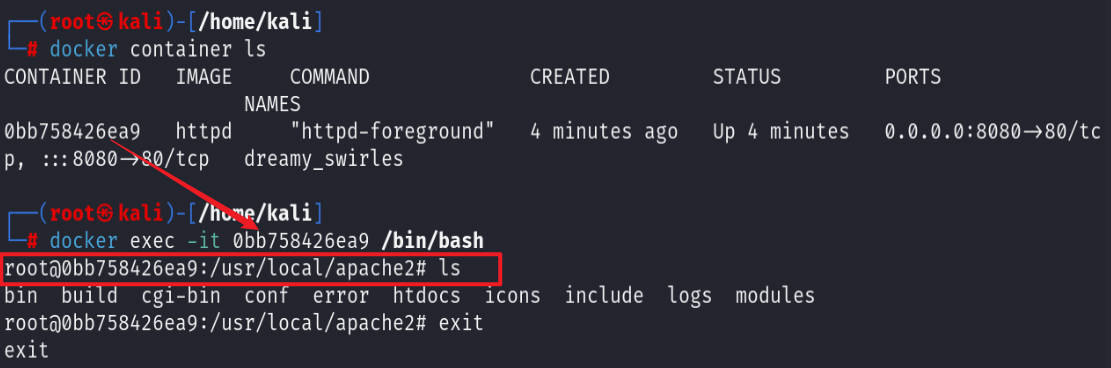 ┌──(root㉿kali)-[/home/kali]
└─# docker container ls
CONTAINER ID   IMAGE     COMMAND              CREATED         STATUS         PORTS
                  NAMES
0bb758426ea9   httpd     "httpd-foreground"   4 minutes ago   Up 4 minutes   0.0.0.0:8080→80/tc
p, :::8080→80/tcp   dreamy_swirles
┌──(root㉿kali)-[/home/kali]
└─# docker exec -it 0bb758426ea9 /bin/bash
root@0bb758426ea9:/usr/local/apache2# ls
bin  build  cgi-bin  conf  error  htdocs  icons  include  logs  modules
root@0bb758426ea9:/usr/local/apache2# exit
exit